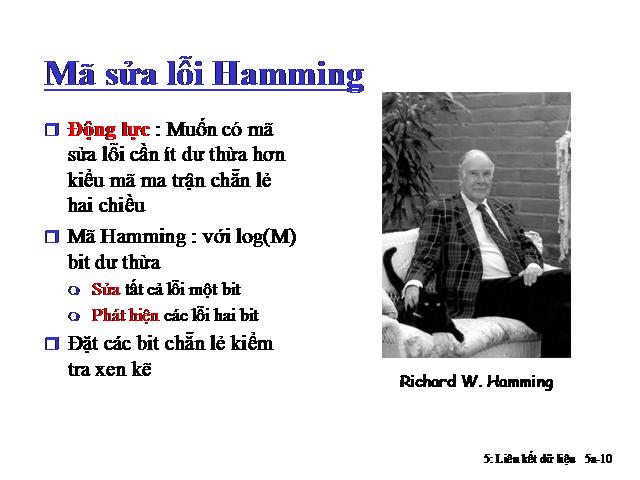 Mã sửa lỗi Hamming
Động lực : Muốn có mã
sửa lỗi cần ít dư thừa hơn
kiểu mã ma trận chẵn lẻ
hai chiều
Mã Hamming : với log(M)
bit dư thừa
Sửa tất cả lỗi một bit
Phát hiện các lỗi hai bit
Đặt các bit chẵn lẻ kiểm
tra xen kẽ
Richard W. Hamming
5: Liên kết dữ liệu 5a-10